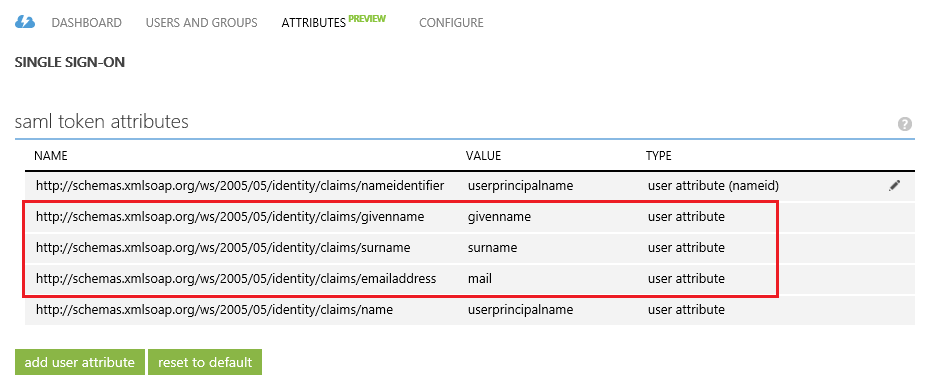 DASHBOARD USERS AND GROUPS ATTRIBUTES PREVIEW CONFIGURE
SINGLE SIGN-ON
saml token attributes ?
NAME VALUE TYPE
http://schemas.xmlsoap.org/ws/2005/05/identity/claims/nameidentifier userprincipalname user attribute (nameid)
http://schemas.xmlsoap.org/ws/2005/05/identity/claims/givenname givenname user attribute
http://schemas.xmlsoap.org/ws/2005/05/identity/claims/surname surname user attribute
http://schemas.xmlsoap.org/ws/2005/05/identity/claims/emailaddress mail user attribute
http://schemas.xmlsoap.org/ws/2005/05/identity/claims/name userprincipalname user attribute
add user attribute reset to default